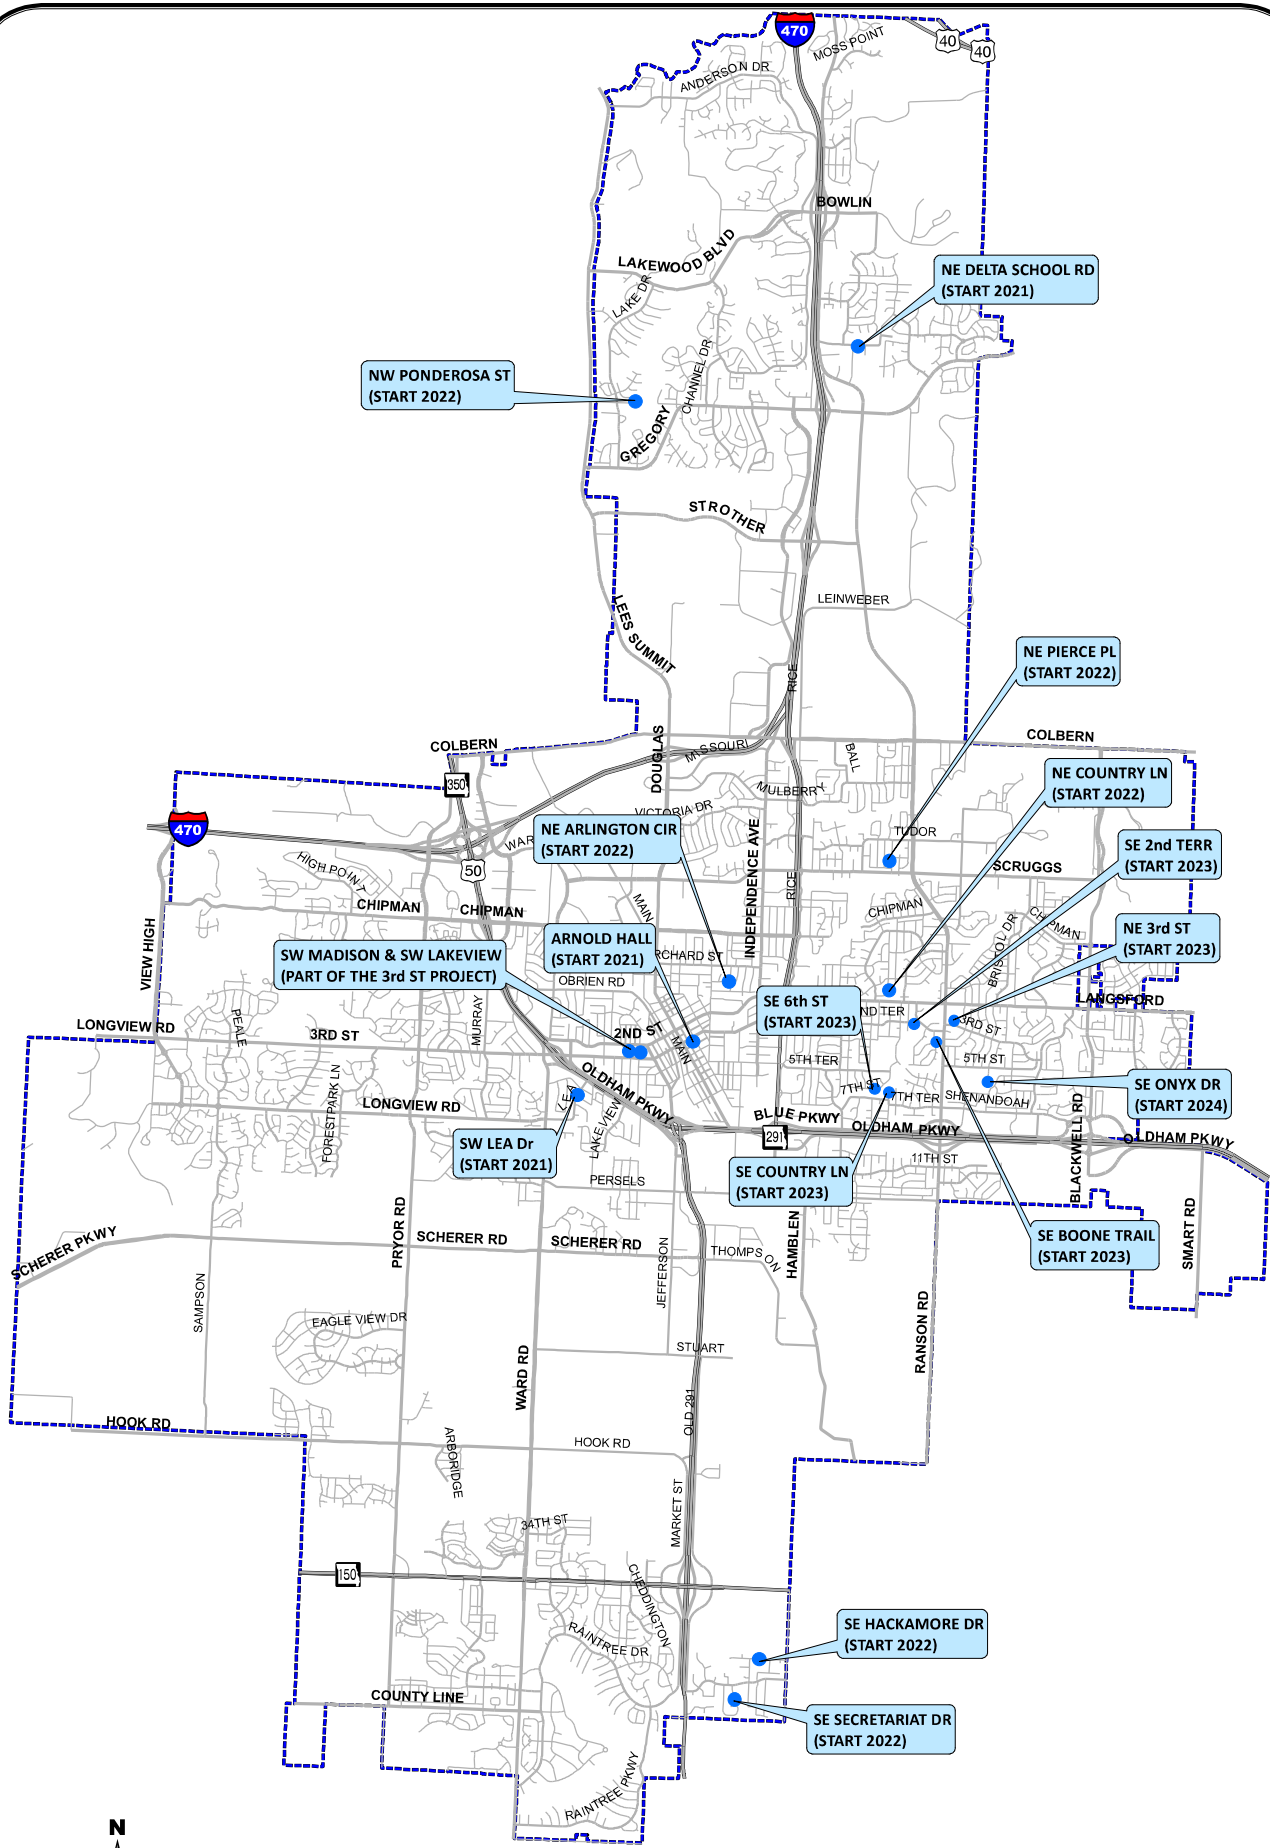 470
MOSS POINT
40
40
ANDERSON DR
BOWLIN
LAKEWOOD BLVD
NE DELTA SCHOOL RD
(START 2021)
LAKE DR
CHANNEL DR
NW PONDEROSA ST
(START 2022)
GREGORY
STROTHER
LEINWEBER
LEES SUMMIT
NE PIERCE PL
(START 2022)
RICE
COLBERN
DOUGLAS
MISSOURI
BALL
COLBERN
350
MULBERRY
NE COUNTRY LN
(START 2022)
VICTORIA DR
470
NE ARLINGTON CIR
(START 2022)
TUDOR
SE 2nd TERR
(START 2023)
50
HIGH POINT
INDEPENDENCE AVE
RICE
SCRUGGS
CHIPMAN
CHIPMAN
MAIN
CHIPMAN
CHIPMAN
BRISTOL DR
NE 3rd ST
(START 2023)
VIEW HIGH
SW MADISON & SW LAKEVIEW
(PART OF THE 3rd ST PROJECT)
ARNOLD HALL
(START 2021)
RCHARD ST
OBRIEN RD
SE 6th ST
(START 2023)
ND TER
LANGSFORD
LONGVIEW RD
PEALE
3RD ST
MURRAY
2ND ST
MAIN
3RD ST
5TH TER
5TH ST
FORESTPARK LN
OLDHAM PKWY
7TH ST
7TH TER
SHENANDOAH
SE ONYX DR
(START 2024)
LONGVIEW RD
LEA
LAKEVIEW
BLUE PKWY
OLDHAM PKWY
291
OLDHAM PKWY
BLACKWELL RD
SW LEA Dr
(START 2021)
PERSELS
SE COUNTRY LN
(START 2023)
11TH ST
SCHERER PKWY
PRYOR RD
SCHERER RD
SCHERER RD
JEFFERSON
THOMPSON
HAMBLEN
SE BOONE TRAIL
(START 2023)
SMART RD
SAMPSON
EAGLE VIEW DR
WARD RD
STUART
RANSON RD
OLD 291
HOOK RD
HOOK RD
ARBORIDGE
MARKET ST
34TH ST
150
CHEDDINGTON
RAINTREE DR
SE HACKAMORE DR
(START 2022)
COUNTY LINE
SE SECRETARIAT DR
(START 2022)
RAINTREE PKWY
N